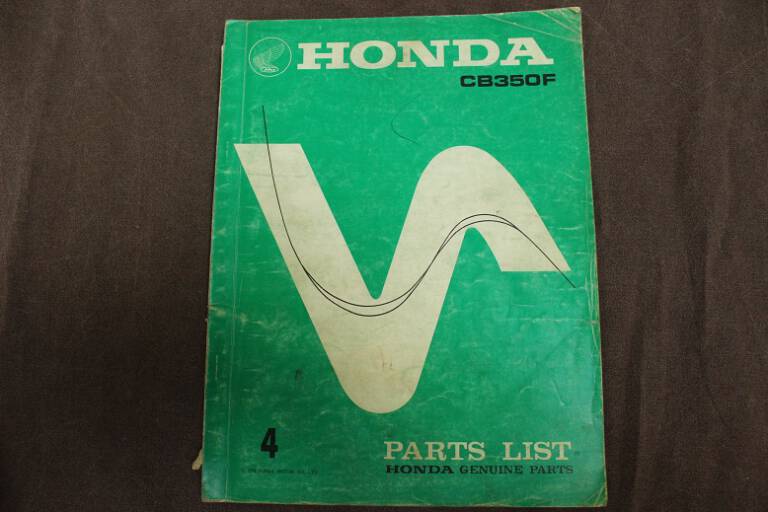 HONDA
CB350F
4
PARTS LIST
HONDA GENUINE PARTS